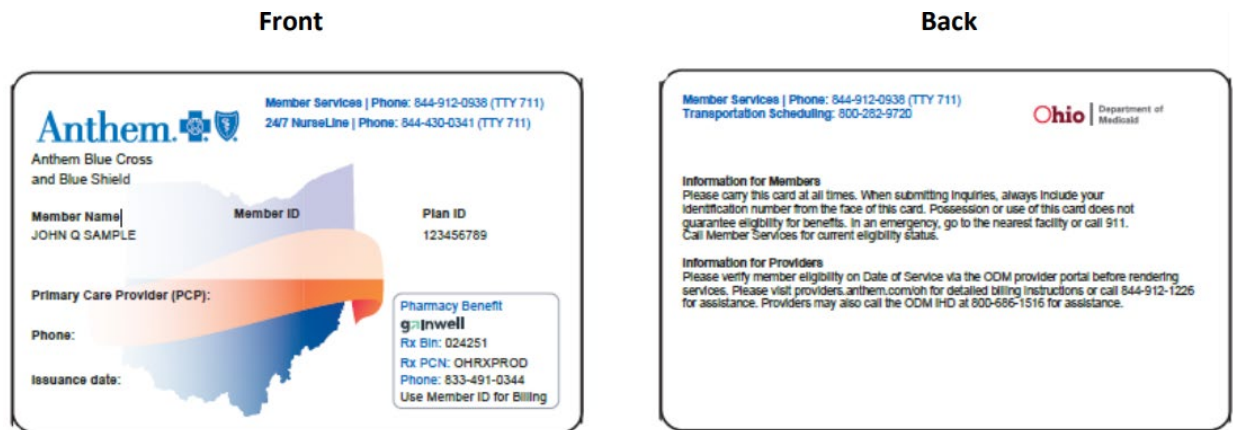 Front
Back
Anthem.
Member Services | Phone: 844-912-0938 (TTY 711)
24/7 NurseLine | Phone: 844-430-0341 (TTY 711)
Anthem Blue Cross
and Blue Shield
Member Name
Member ID
Plan ID
JOHN Q SAMPLE
123456789
Primary Care Provider (PCP):
Phone:
Issuance date:
Pharmacy Benefit
gainwell
Rx Bin: 024251
Rx PCN: OHRXPROD
Phone: 833-491-0344
Use Member ID for Billing
Member Services | Phone: 844-912-0938 (TTY 711)
Transportation Scheduling: 800-282-9720
Ohio
Department of
Medicaid
Information for Members
Please carry this card at all times. When submitting inquiries, always include your
identification number from the face of this card. Possession or use of this card does not
guarantee eligibility for benefits. In an emergency, go to the nearest facility or call 911.
Call Member Services for current eligibility status.
Information for Providers
Please verify member eligibility on Date of Service via the ODM provider portal before rendering
services. Please visit providers.anthem.com/oh for detailed billing instructions or call 844-912-1226
for assistance. Providers may also call the ODM IHD at 800-686-1516 for assistance.